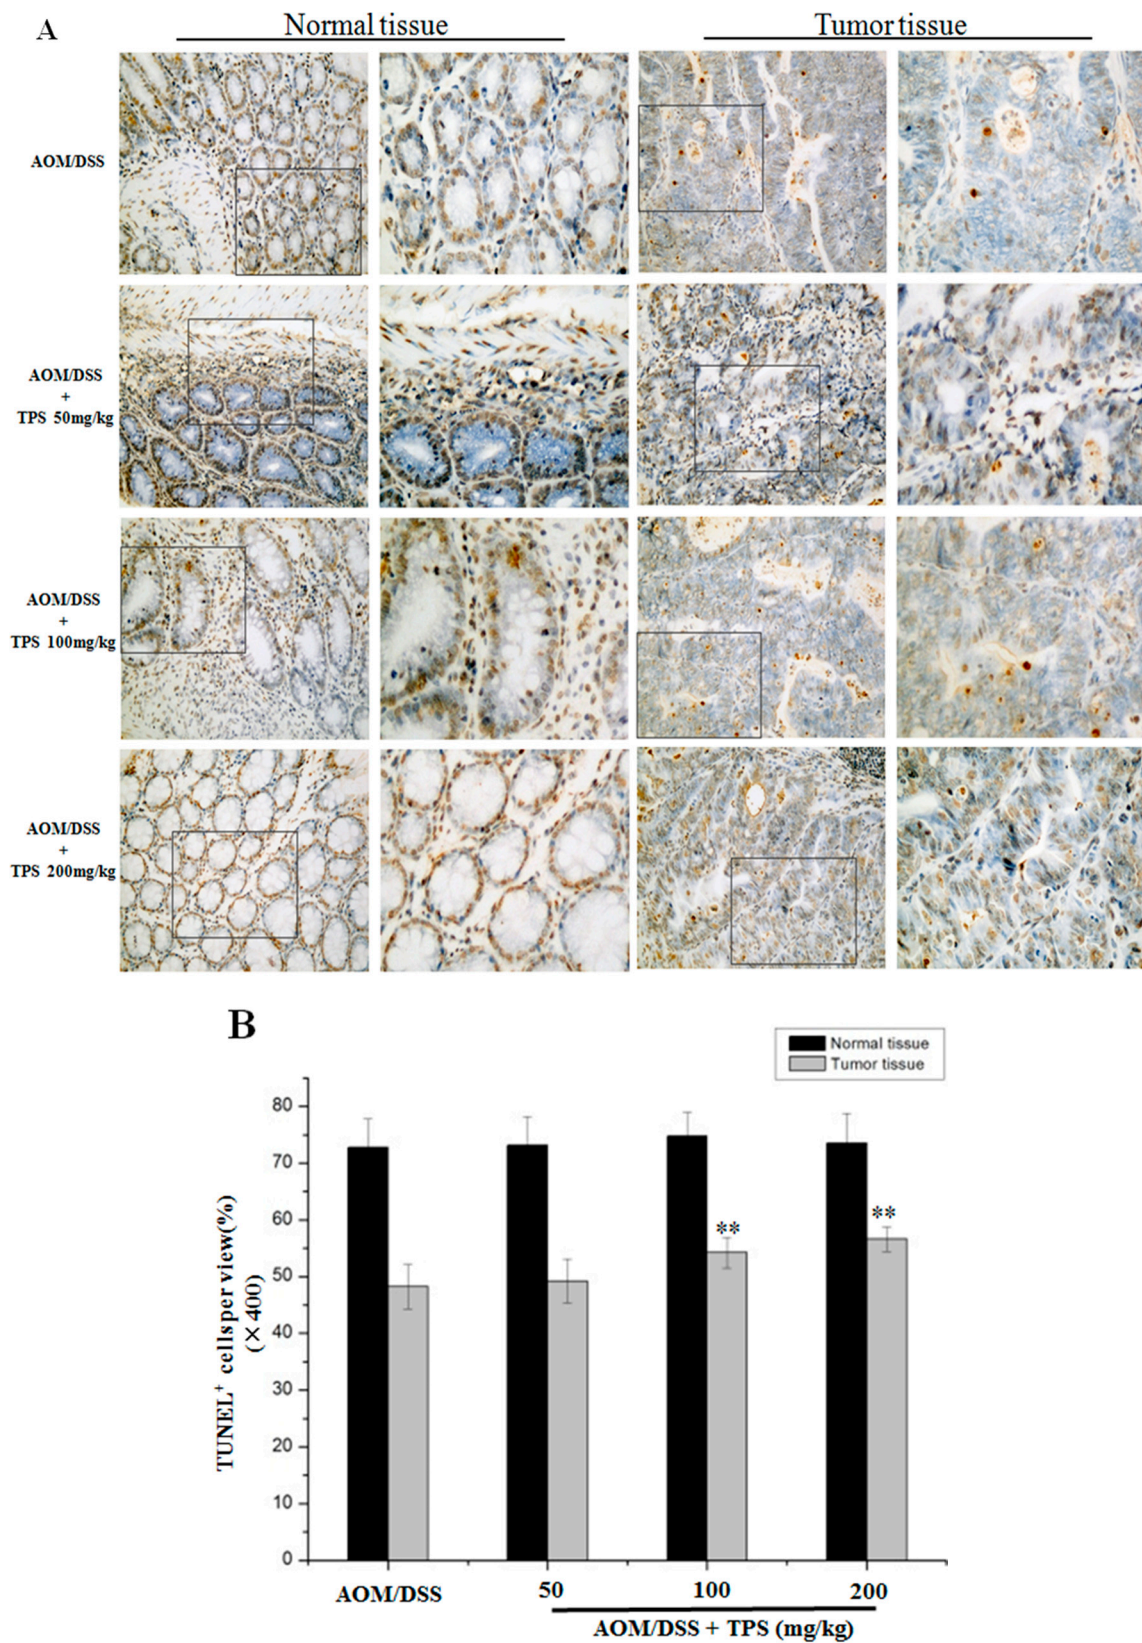 A
Normal tissue
Tumor tissue
AOM/DSS
AOM/DSS
+
TPS 50mg/kg
AOM/DSS
+
TPS 100mg/kg
AOM/DSS
+
TPS 200mg/kg
B
Normal tissue
Tumor tissue
TUNEL⁺ cellsper view(%)
(×400)
80
70
60
50
40
30
20
10
0
**
**
AOM/DSS
50
100
200
AOM/DSS + TPS (mg/kg)